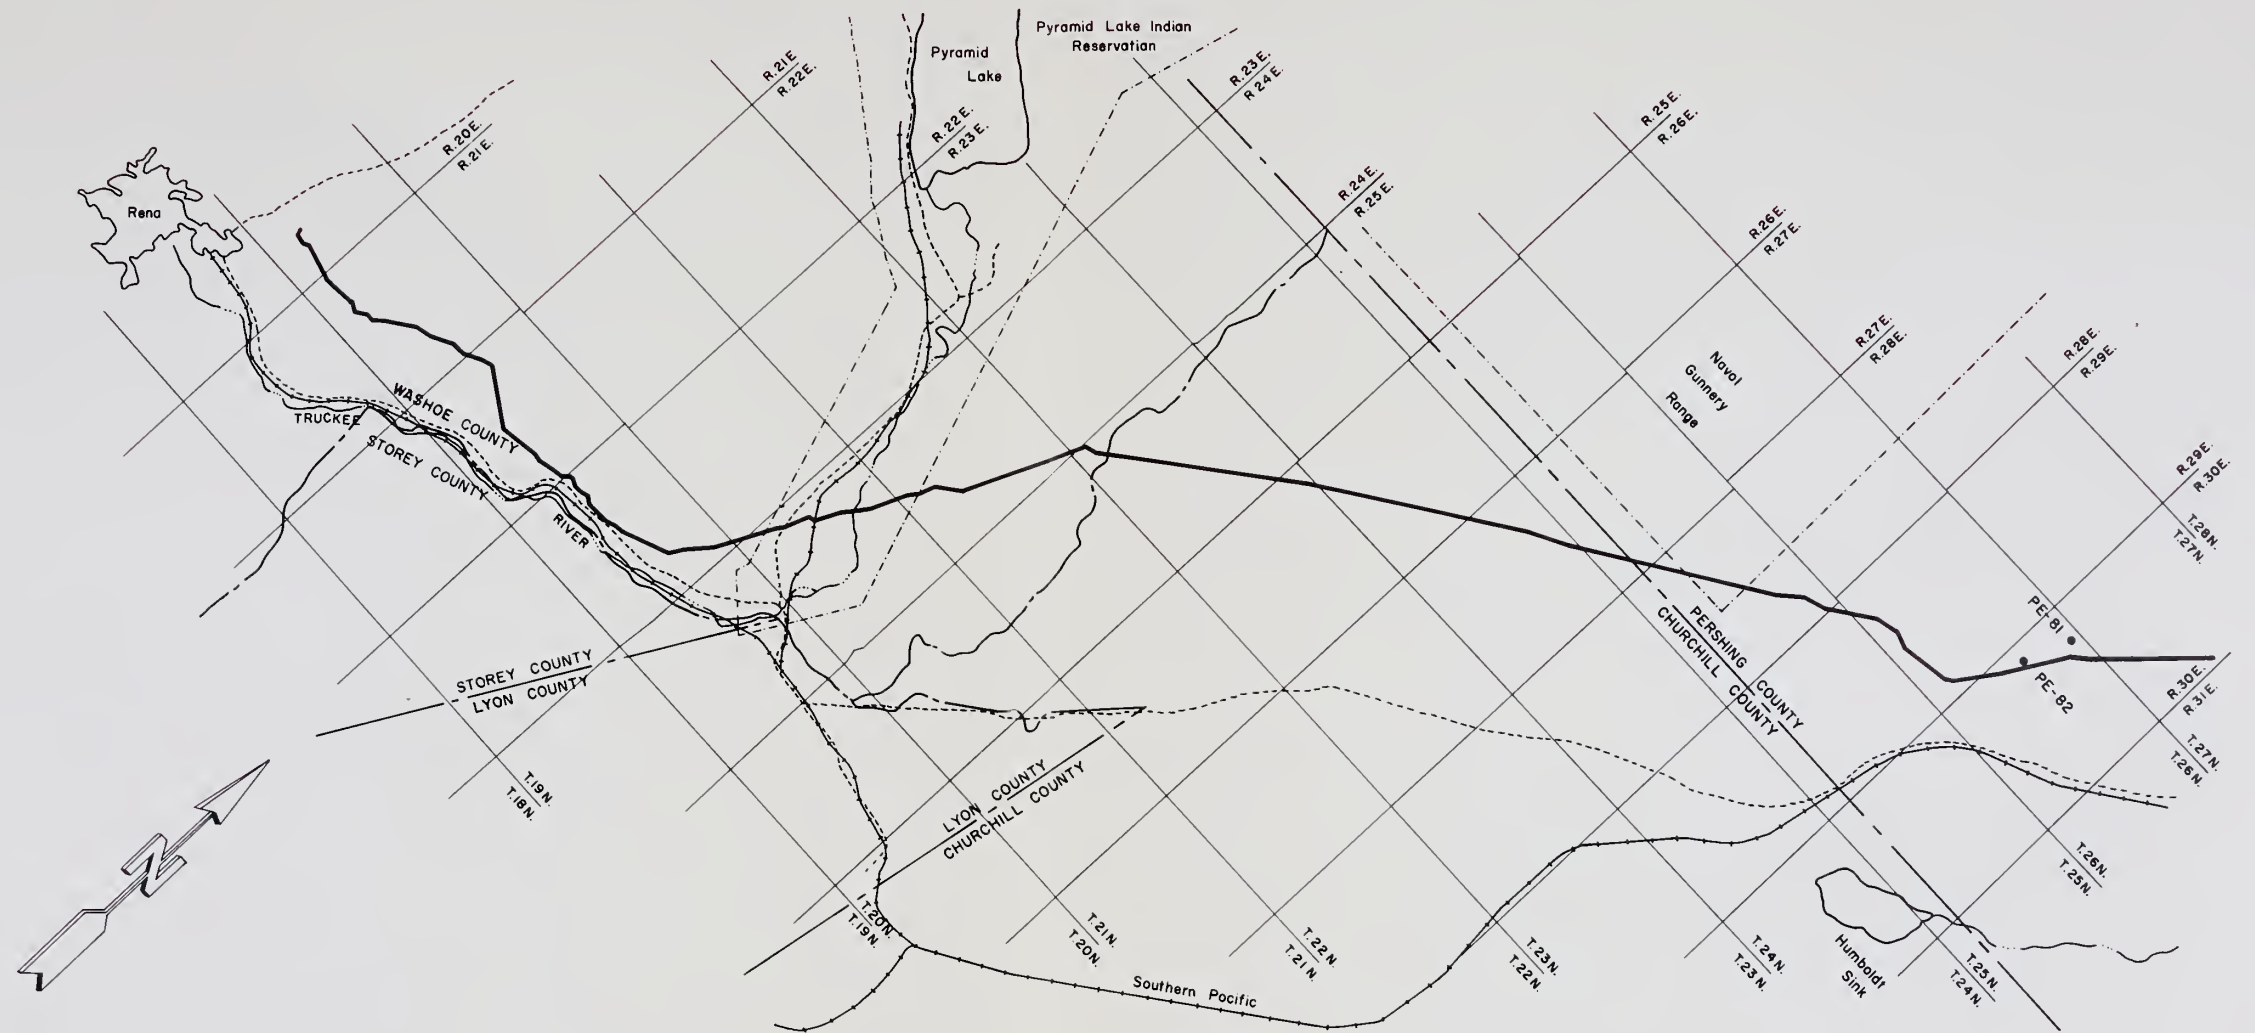 Pyramid Lake Indian
Reservatian
Pyramid
Lake
R.21E
R.22E.
R.23E.
R.24E.
R.25E.
R.26E.
R.20E.
R.21E.
R.22E.
R.23E.
Rena
R.24E.
R.25E.
R.26E.
R.27E.
R.27E.
R.28E.
R.28E.
R.29E.
Naval
Gunnery
Range
WASHOE COUNTY
TRUCKEE
STOREY COUNTY
RIVER
R.29E.
R.30E.
T.28N.
T.27N.
PE-81
PE-82
PERSHING COUNTY
CHURCHILL COUNTY
STOREY COUNTY
LYON COUNTY
R.30E.
R.31E.
T.27N.
T.26N.
T.19N.
T.18N.
LYON COUNTY
CHURCHILL COUNTY
N
T.26N.
T.25N.
T.20N.
T.19N.
T.21N.
T.20N.
T.22N.
T.21N.
T.23N.
T.22N.
T.24N.
T.23N.
Humboldt
Sink
T.25N.
T.24N.
Southern Pocific